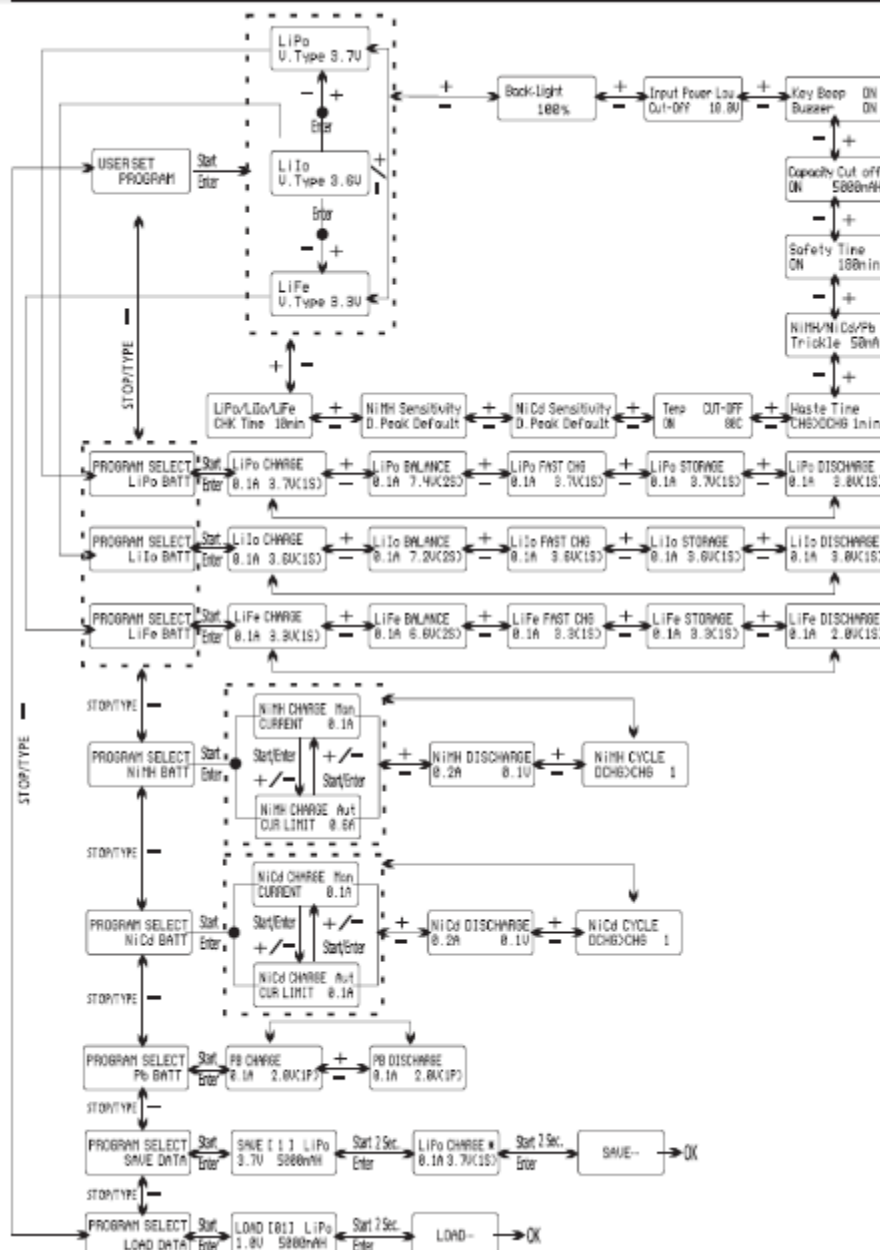 LiPo
V.Type 3.7V
- +
Enter
LiIo
V.Type 3.6V
+/-
Enter
- +
LiFe
V.Type 3.3V
USER SET
PROGRAM
Start
Enter
+
-
Back-light
100%
+
-
Input Power Low
Cut-Off 10.0V
+
-
Key Beep ON
Buzzer ON
- +
Capacity Cut off
ON 5000mAH
- +
Safety Time
ON 180min
- +
NiMH/NiCd/Pb
Trickle 50mA
- +
STOP/TYPE -
+ -
LiPo/LiIo/LiFe
CHK Time 10min
+
-
NiMH Sensitivity
D.Peak Default
+
-
NiCd Sensitivity
D.Peak Default
+
-
Temp CUT-OFF
ON 80C
+
-
Waste Time
CHG>DCHG 1min
PROGRAM SELECT
LiPo BATT
Start
Enter
LiPo CHARGE
0.1A 3.7V(1S)
+
-
LiPo BALANCE
0.1A 7.4V(2S)
+
-
LiPo FAST CHG
0.1A 3.7V(1S)
+
-
LiPo STORAGE
0.1A 3.7V(1S)
+
-
LiPo DISCHARGE
0.1A 3.0V(1S)
PROGRAM SELECT
LiIo BATT
Start
Enter
LiIo CHARGE
0.1A 3.6V(1S)
+
-
LiIo BALANCE
0.1A 7.2V(2S)
+
-
LiIo FAST CHG
0.1A 3.6V(1S)
+
-
LiIo STORAGE
0.1A 3.6V(1S)
+
-
LiIo DISCHARGE
0.1A 3.0V(1S)
PROGRAM SELECT
LiFe BATT
Start
Enter
LiFe CHARGE
0.1A 3.3V(1S)
+
-
LiFe BALANCE
0.1A 6.6V(2S)
+
-
LiFe FAST CHG
0.1A 3.3(1S)
+
-
LiFe STORAGE
0.1A 3.3(1S)
+
-
LiFe DISCHARGE
0.1A 2.0V(1S)
STOP/TYPE -
STOP/TYPE -
PROGRAM SELECT
NiMH BATT
Start
Enter
NiMH CHARGE Man
CURRENT 0.1A
Start/Enter +/-
+/- Start/Enter
NiMH CHARGE Aut
CUR LIMIT 0.6A
+
-
NiMH DISCHARGE
0.2A 0.1V
+
-
NiMH CYCLE
DCHG>CHG 1
STOP/TYPE -
PROGRAM SELECT
NiCd BATT
Start
Enter
NiCd CHARGE Man
CURRENT 0.1A
Start/Enter +/-
+/- Start/Enter
NiCd CHARGE Aut
CUR LIMIT 0.1A
+
-
NiCd DISCHARGE
0.2A 0.1V
+
-
NiCd CYCLE
DCHG>CHG 1
STOP/TYPE -
PROGRAM SELECT
Pb BATT
Start
Enter
PB CHARGE
0.1A 2.0V(1P)
+
-
PB DISCHARGE
0.1A 2.0V(1P)
STOP/TYPE -
PROGRAM SELECT
SAVE DATA
Start
Enter
SAVE [ 1 ] LiPo
3.7V 5000mAH
Start 2 Sec.
Enter
LiPo CHARGE *
0.1A 3.7V(1S)
Start 2 Sec.
Enter
SAVE--
OK
STOP/TYPE -
PROGRAM SELECT
LOAD DATA
Start
Enter
LOAD [01] LiPo
1.0V 5000mAH
Start 2 Sec.
Enter
LOAD-
OK